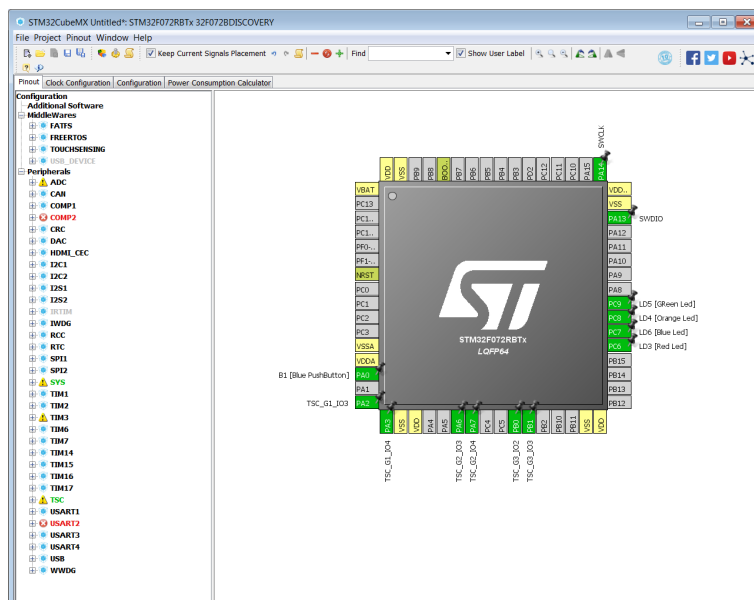 STM32CubeMX Untitled*: STM32F072RBTx 32F072BDISCOVERY
File Project Pinout Window Help
Keep Current Signals Placement Find Show User Label
Pinout Clock Configuration Configuration Power Consumption Calculator
Configuration
Additional Software
MiddleWares
FATFS
FREERTOS
TOUCHSENSING
USB_DEVICE
Peripherals
ADC
CAN
COMP1
COMP2
CRC
DAC
HDMI_CEC
I2C1
I2C2
I2S1
I2S2
IRTIM
IWDG
RCC
RTC
SPI1
SPI2
SYS
TIM1
TIM2
TIM3
TIM6
TIM7
TIM14
TIM15
TIM16
TIM17
TSC
USART1
USART2
USART3
USART4
USB
WWDG
SWCLK
VDD
VSS
PB9
PB8
BOO..
PB7
PB6
PB5
PB4
PB3
PD2
PC12
PC11
PC10
PA15
PA14
VBAT
PC13
PC1..
PC1..
PF0-..
PF1-..
NRST
PC0
PC1
PC2
PC3
VSSA
VDDA
B1 [Blue PushButton] PA0
PA1
TSC_G1_IO3 PA2
STM32F072RBTx
LQFP64
VDD..
VSS
PA13 SWDIO
PA12
PA11
PA10
PA9
PA8
PC9 LD5 [GReen Led]
PC8 LD4 [Orange Led]
PC7 LD6 [Blue Led]
PC6 LD3 [Red Led]
PB15
PB14
PB13
PB12
PA3
VSS
VDD
PA4
PA5
PA6
PA7
PC4
PC5
PB0
PB1
PB2
PB10
PB11
VSS
VDD
TSC_G1_IO4
TSC_G2_IO3
TSC_G2_IO4
TSC_G3_IO2
TSC_G3_IO3